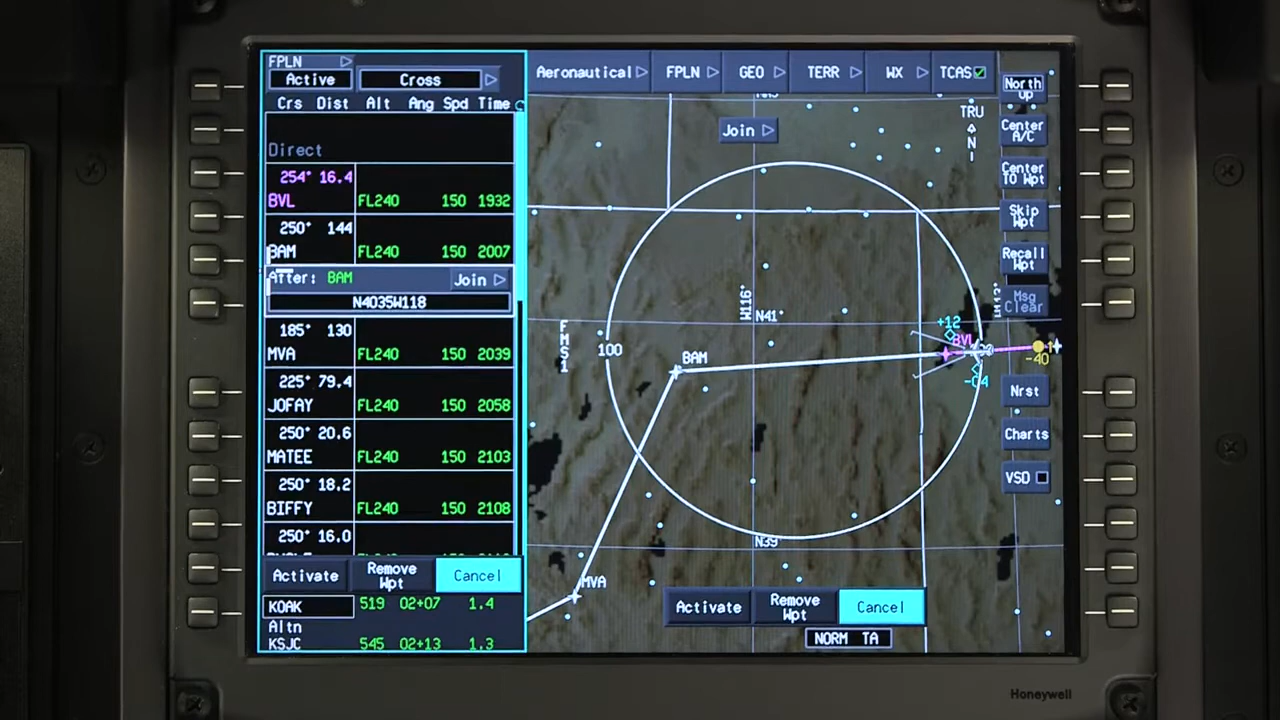 FPLN
Active Cross
Crs Dist Alt Ang Spd Time
Direct
254° 16.4
BVL FL240 150 1932
250° 144
BAM FL240 150 2007
After: BAM Join
N4035W118
185° 130
MVA FL240 150 2039
225° 79.4
JOFAY FL240 150 2058
250° 20.6
MATEE FL240 150 2103
250° 18.2
BIFFY FL240 150 2108
250° 16.0
Activate Remove Wpt Cancel
KOAK 519 02+07 1.4
Altn
KSJC 545 02+13 1.3
Aeronautical FPLN GEO TERR WX TCAS
North Up
TRU
N
Join
Center A/C
Center TO Wpt
Skip Wpt
Recall Wpt
Msg Clear
W116°
N41°
FMS1
100
+12
BVL
-40
-04
BAM
Nrst
Charts
VSD
N39
MVA
Activate Remove Wpt Cancel
NORM TA
Honeywell